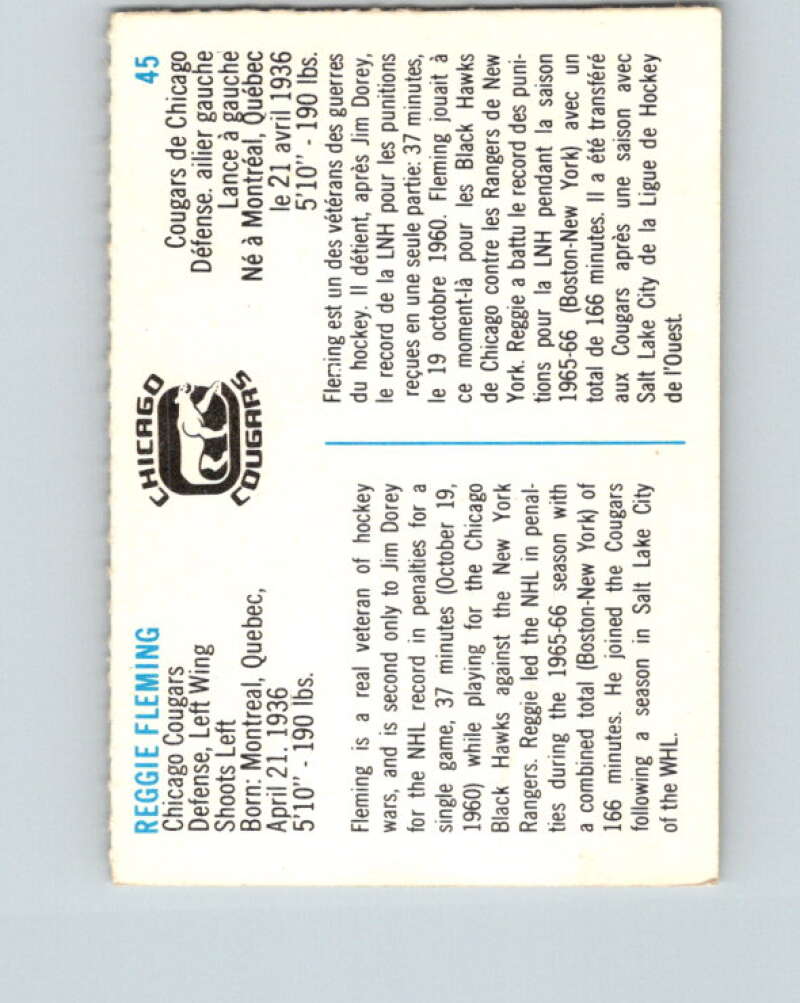 REGGIE FLEMING
Chicago Cougars
Defense, Left Wing
Shoots Left
Born: Montreal, Quebec,
April 21. 1936
5'10" - 190 lbs.
CHICAGO
COUGARS
45
Cougars de Chicago
Défense. ailier gauche
Lance à gauche
Né à Montréal, Québec
le 21 avril 1936
5'10" - 190 lbs.
Fleming is a real veteran of hockey
wars, and is second only to Jim Dorey
for the NHL record in penalties for a
single game, 37 minutes (October 19,
1960) while playing for the Chicago
Black Hawks against the New York
Rangers. Reggie led the NHL in penal-
ties during the 1965-66 season with
a combined total (Boston-New York) of
166 minutes. He joined the Cougars
following a season in Salt Lake City
of the WHL.
Fleming est un des vétérans des guerres
du hockey. Il détient, après Jim Dorey,
le record de la LNH pour les punitions
reçues en une seule partie: 37 minutes,
le 19 octobre 1960. Fleming jouait à
ce moment-là pour les Black Hawks
de Chicago contre les Rangers de New
York. Reggie a battu le record des puni-
tions pour la LNH pendant la saison
1965-66 (Boston-New York) avec un
total de 166 minutes. Il a été transféré
aux Cougars après une saison avec
Salt Lake City de la Ligue de Hockey
de l'Ouest.